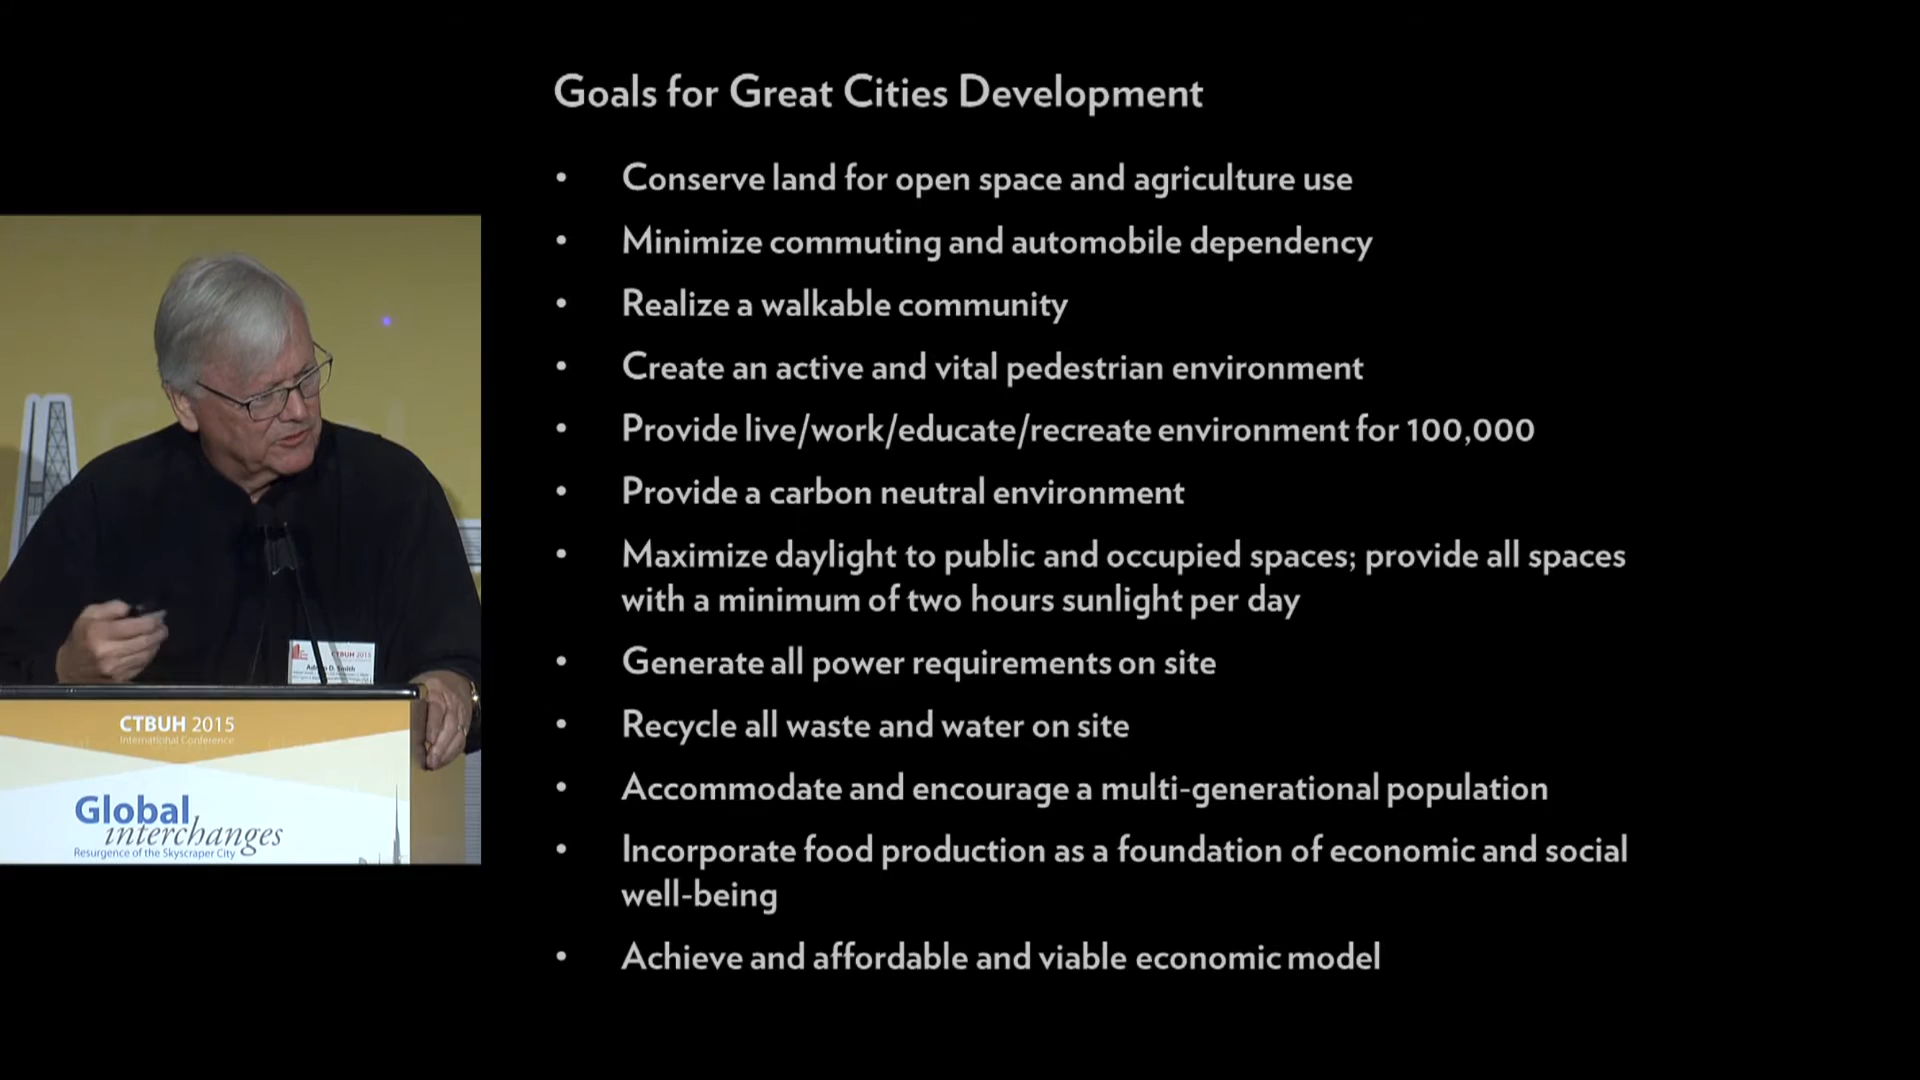 Goals for Great Cities Development
• Conserve land for open space and agriculture use
• Minimize commuting and automobile dependency
• Realize a walkable community
• Create an active and vital pedestrian environment
• Provide live/work/educate/recreate environment for 100,000
• Provide a carbon neutral environment
• Maximize daylight to public and occupied spaces; provide all spaces
with a minimum of two hours sunlight per day
• Generate all power requirements on site
• Recycle all waste and water on site
• Accommodate and encourage a multi-generational population
• Incorporate food production as a foundation of economic and social
well-being
• Achieve and affordable and viable economic model
CTBUH 2015
D. Smith
CTBUH 2015
International Conference
Global
interchanges
Resurgence of the Skyscraper City